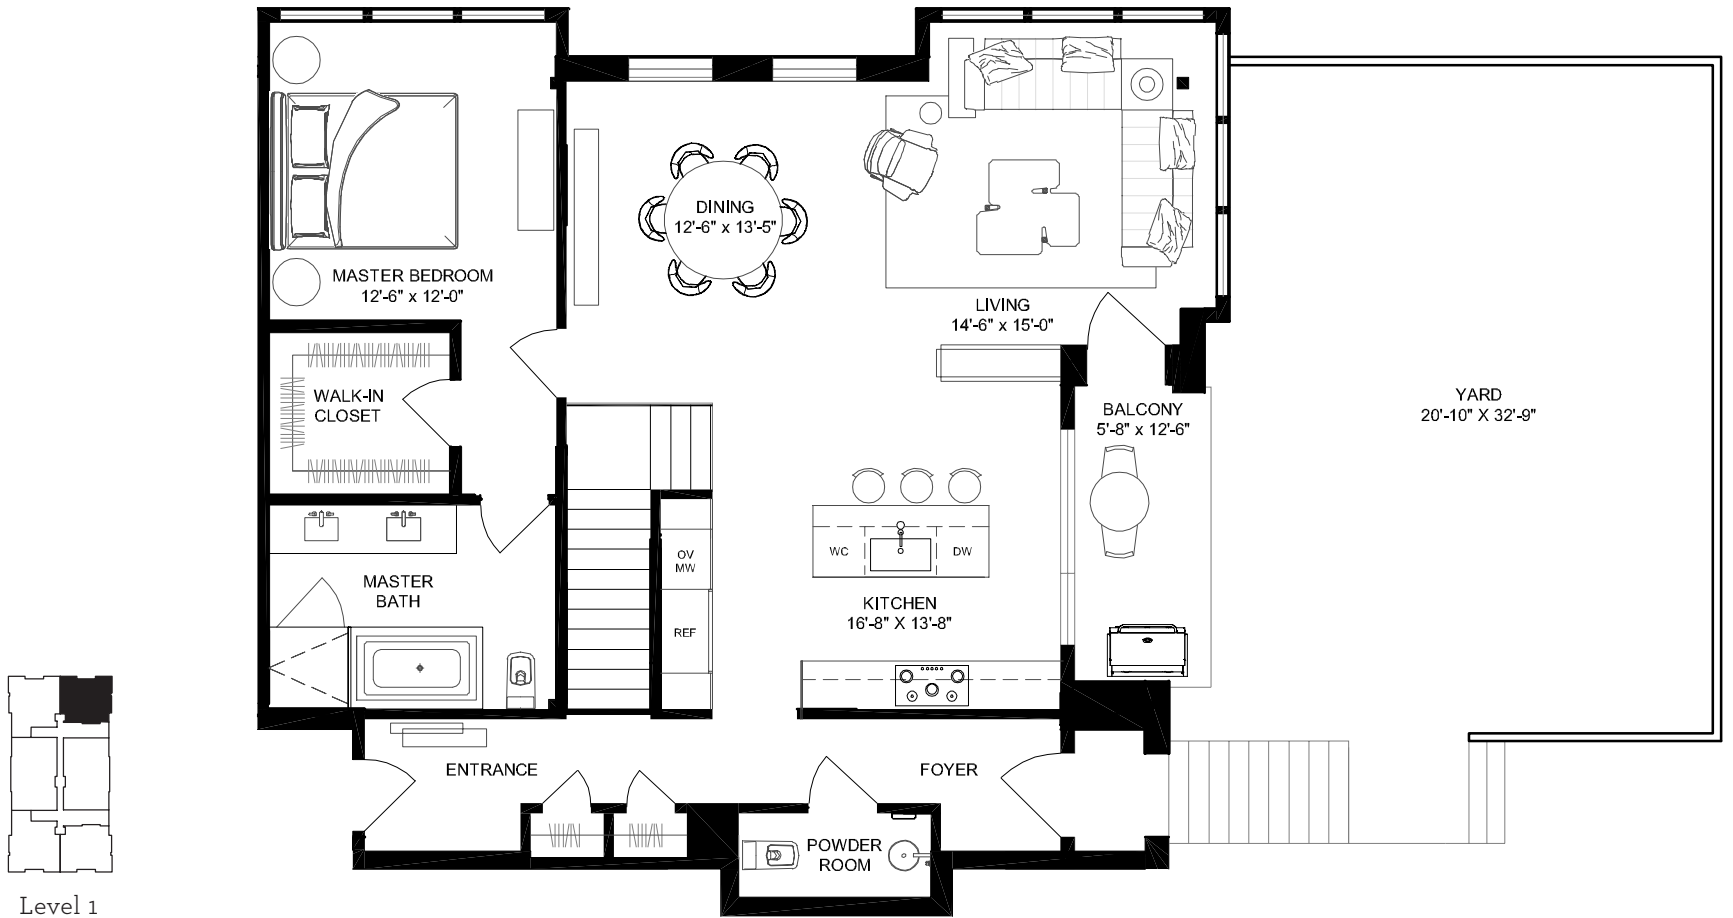 DINING
12'-6" x 13'-5"
MASTER BEDROOM
12'-6" x 12'-0"
LIVING
14'-6" x 15'-0"
WALK-IN
CLOSET
BALCONY
5'-8" x 12'-6"
YARD
20'-10" X 32'-9"
OV
MW
WC
DW
MASTER
BATH
KITCHEN
16'-8" X 13'-8"
REF
ENTRANCE
FOYER
POWDER
ROOM
Level 1